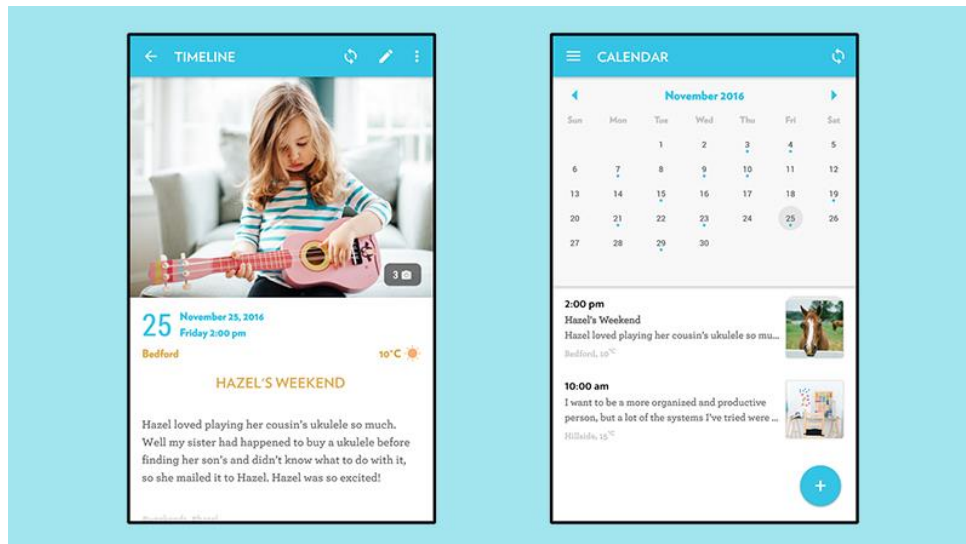 TIMELINE
3
25
November 25, 2016
Friday 2:00 pm
Bedford
10°C
HAZEL'S WEEKEND
Hazel loved playing her cousin's ukulele so much.
Well my sister had happened to buy a ukulele before
finding her son's and didn't know what to do with it,
so she mailed it to Hazel. Hazel was so excited!
CALENDAR
November 2016
Sun Mon Tue Wed Thu Fri Sat
1 2 3 4 5
6 7 8 9 10 11 12
13 14 15 16 17 18 19
20 21 22 23 24 25 26
27 28 29 30
2:00 pm
Hazel's Weekend
Hazel loved playing her cousin's ukulele so mu...
Bedford, 10°C
10:00 am
I want to be a more organized and productive
person, but a lot of the systems I've tried were ...
Hillside, 15°C
+